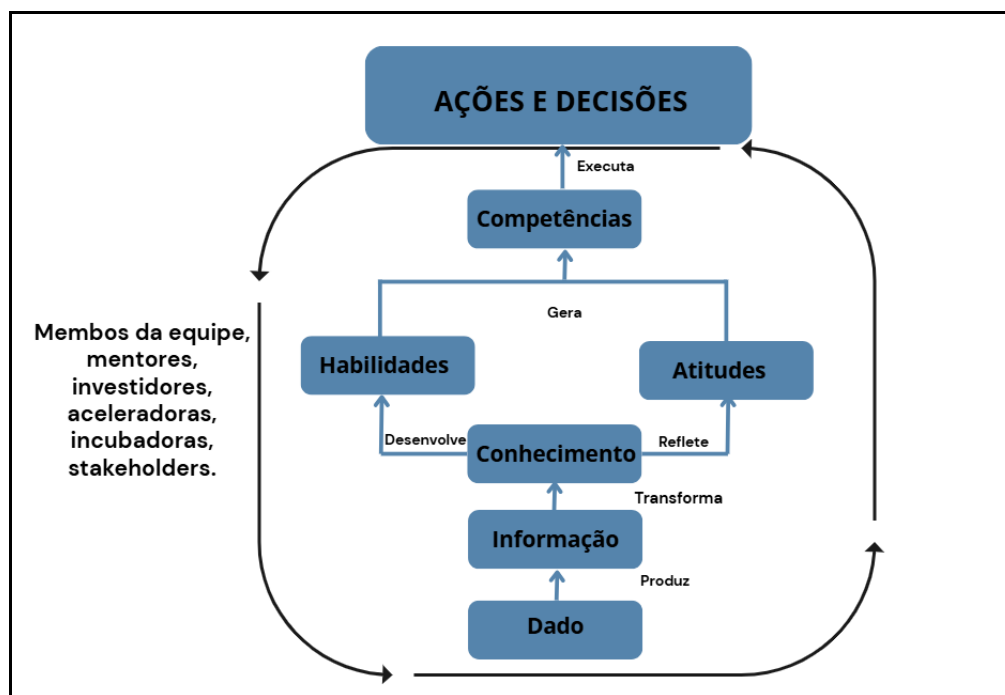 AÇÕES E DECISÕES
Executa
Competências
Gera
Membos da equipe,
mentores,
investidores,
aceleradoras,
incubadoras,
stakeholders.
Habilidades
Atitudes
Desenvolve
Conhecimento
Reflete
Transforma
Informação
Produz
Dado